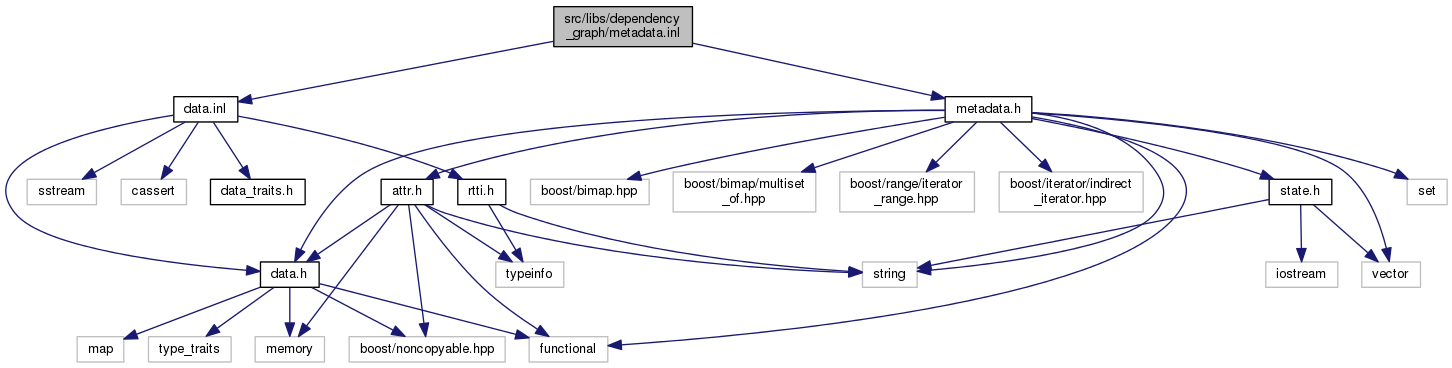 src/libs/dependency
_graph/metadata.inl
data.inl
metadata.h
sstream
cassert
data_traits.h
attr.h
rtti.h
boost/bimap.hpp
boost/bimap/multiset
_of.hpp
boost/range/iterator
_range.hpp
boost/iterator/indirect
_iterator.hpp
state.h
set
data.h
typeinfo
string
iostream
vector
map
type_traits
memory
boost/noncopyable.hpp
functional